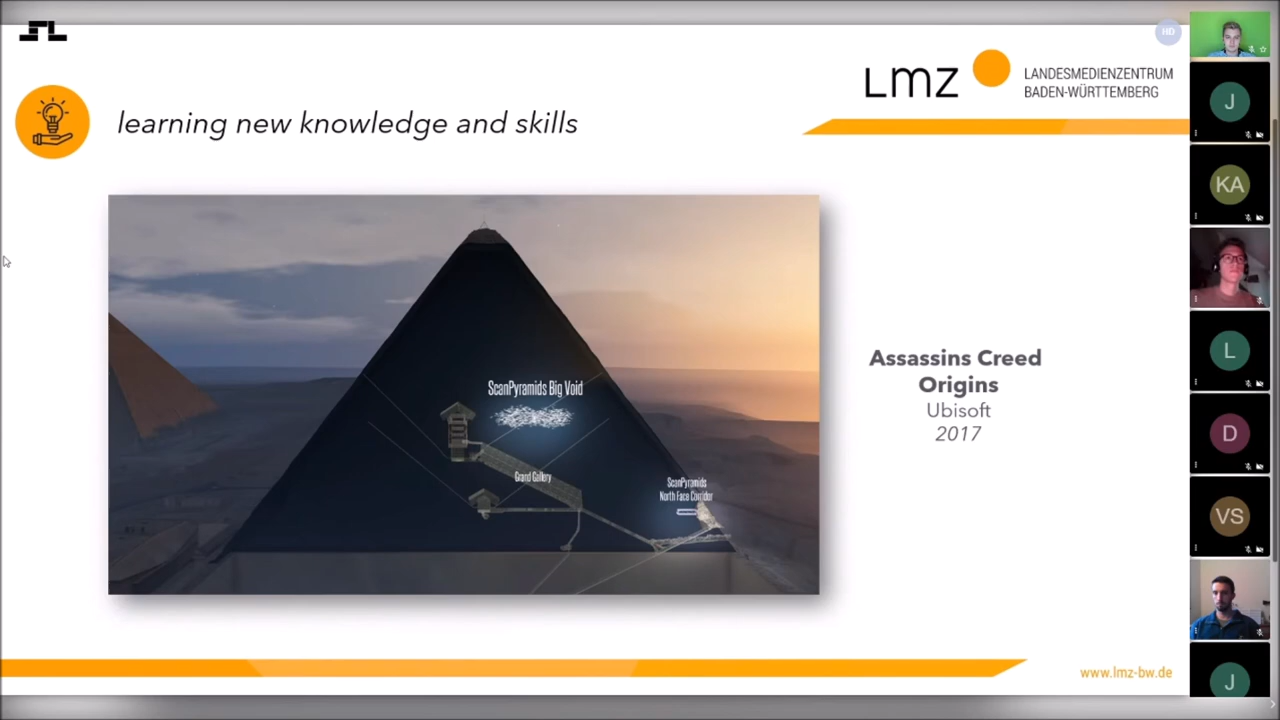 HD
LMZ
LANDESMEDIENZENTRUM
BADEN-WÜRTTEMBERG
learning new knowledge and skills
ScanPyramids Big Void
Grand Gallery
ScanPyramids
North Face Corridor
Assassins Creed
Origins
Ubisoft
2017
www.lmz-bw.de
J
KA
L
D
VS
J